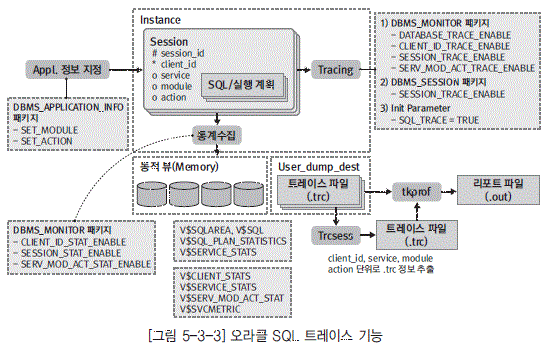 Instance
Session
# session_id
* client_id
o service
o module
o action
SQL/실행 계획
Appl. 정보 지정
Tracing
1) DBMS_MONITOR 패키지
– DATABASE_TRACE_ENABLE
– CLIENT_ID_TRACE_ENABLE
– SESSION_TRACE_ENABLE
– SERV_MOD_ACT_TRACE_ENABLE
2) DBMS_SESSION 패키지
– SESSION_TRACE_ENABLE
3) Init Parameter
– SQL_TRACE = TRUE
DBMS_APPLICATION_INFO
패키지
– SET_MODULE
– SET_ACTION
통계수집
동적 뷰(Memory)
User_dump_dest
트레이스 파일
(.trc)
tkprof
리포트 파일
(.out)
DBMS_MONITOR 패키지
– CLIENT_ID_STAT_ENABLE
– SESSION_STAT_ENABLE
– SERV_MOD_ACT_STAT_ENABLE
V$SQLAREA, V$SQL
V$SQL_PLAN_STATISTICS
V$SERVICE_STATS
V$CLIENT_STATS
V$SERVICE_STATS
V$SERV_MOD_ACT_STAT
V$SVCMETRIC
Trcsess
트레이스 파일
(.trc)
client_id, service, module
action 단위로 .trc 정보 추출
[그림 5-3-3] 오라클 SQL 트레이스 기능